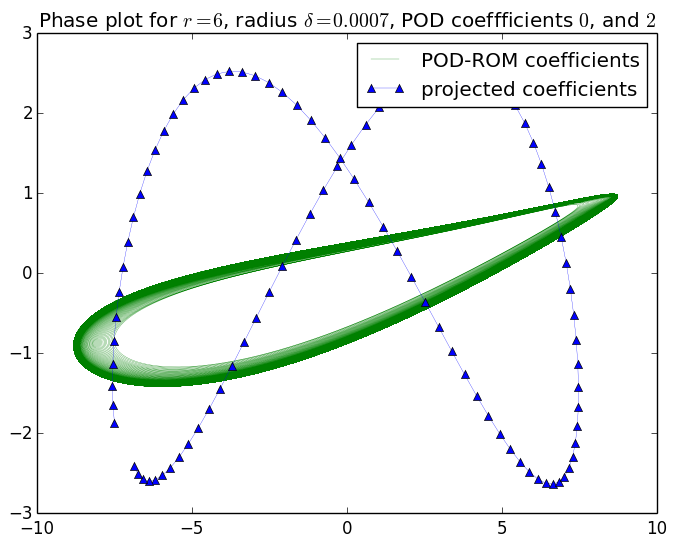 Phase plot for r = 6, radius δ = 0.0007, POD coeffficients 0, and 2
POD-ROM coefficients
projected coefficients
3
2
1
0
−1
−2
−3
−10 −5 0 5 10